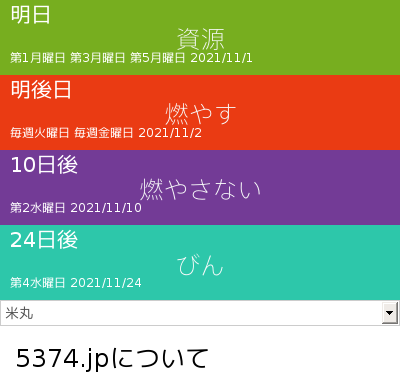 明日
資源
第1月曜日 第3月曜日 第5月曜日 2021/11/1
明後日
燃やす
毎週火曜日 毎週金曜日 2021/11/2
10日後
燃やさない
第2水曜日 2021/11/10
24日後
びん
第4水曜日 2021/11/24
米丸
5374.jpについて